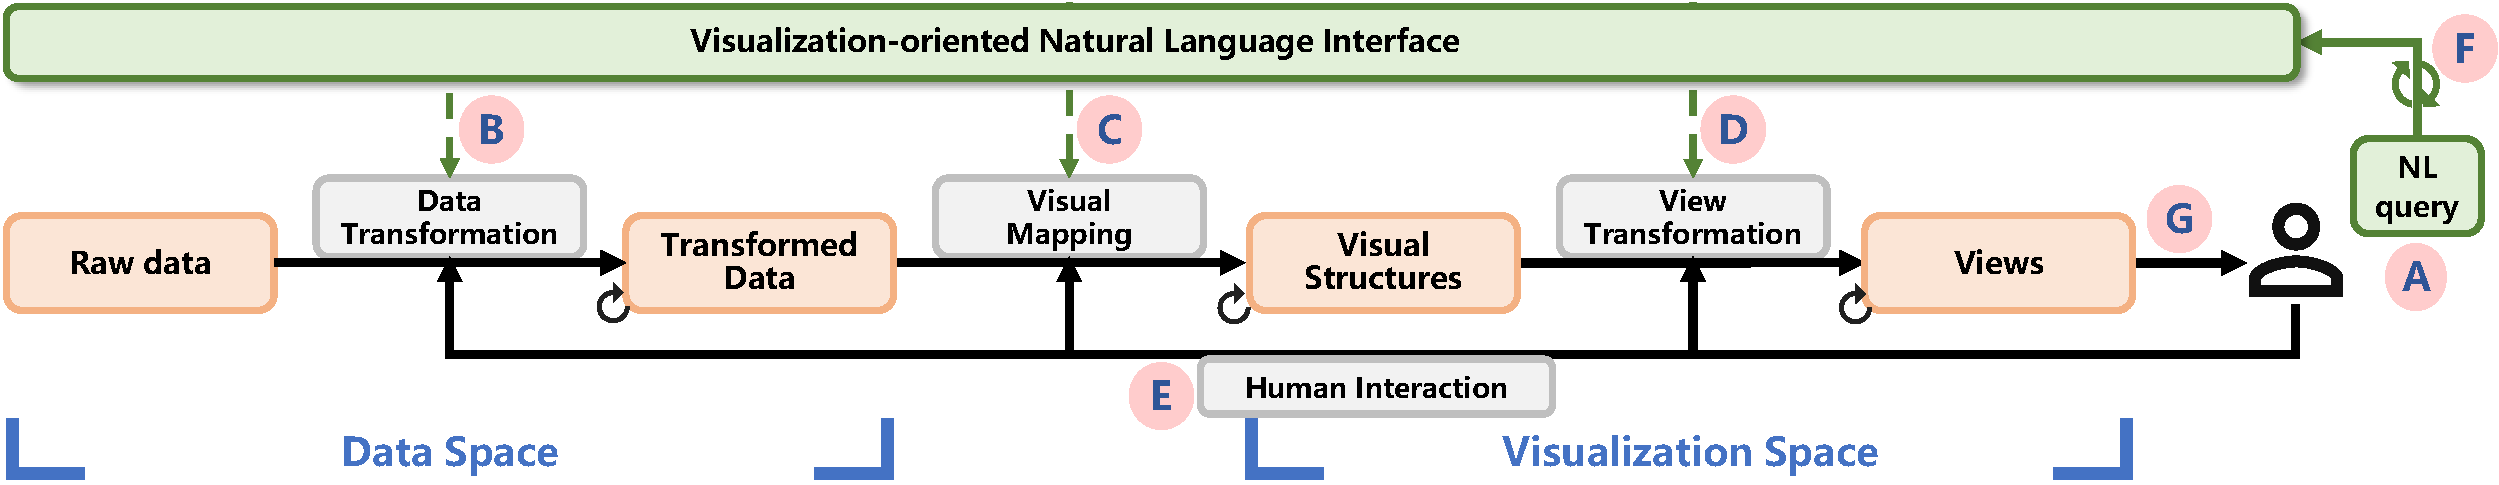 Visualization-oriented Natural Language Interface
F
B
C
D
NL
query
Data
Transformation
Visual
Mapping
View
Transformation
G
Raw data
Transformed
Data
Visual
Structures
Views
A
E
Human Interaction
Data Space
Visualization Space